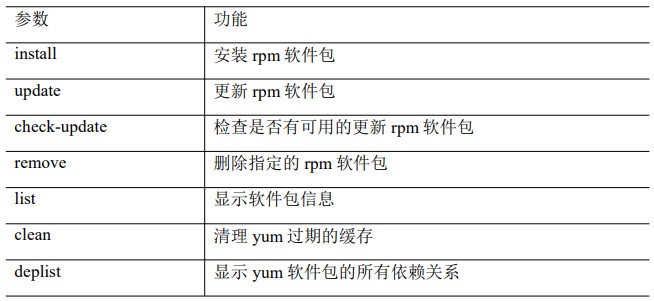 参数 功能
install 安装 rpm 软件包
update 更新 rpm 软件包
check-update 检查是否有可用的更新 rpm 软件包
remove 删除指定的 rpm 软件包
list 显示软件包信息
clean 清理 yum 过期的缓存
deplist 显示 yum 软件包的所有依赖关系